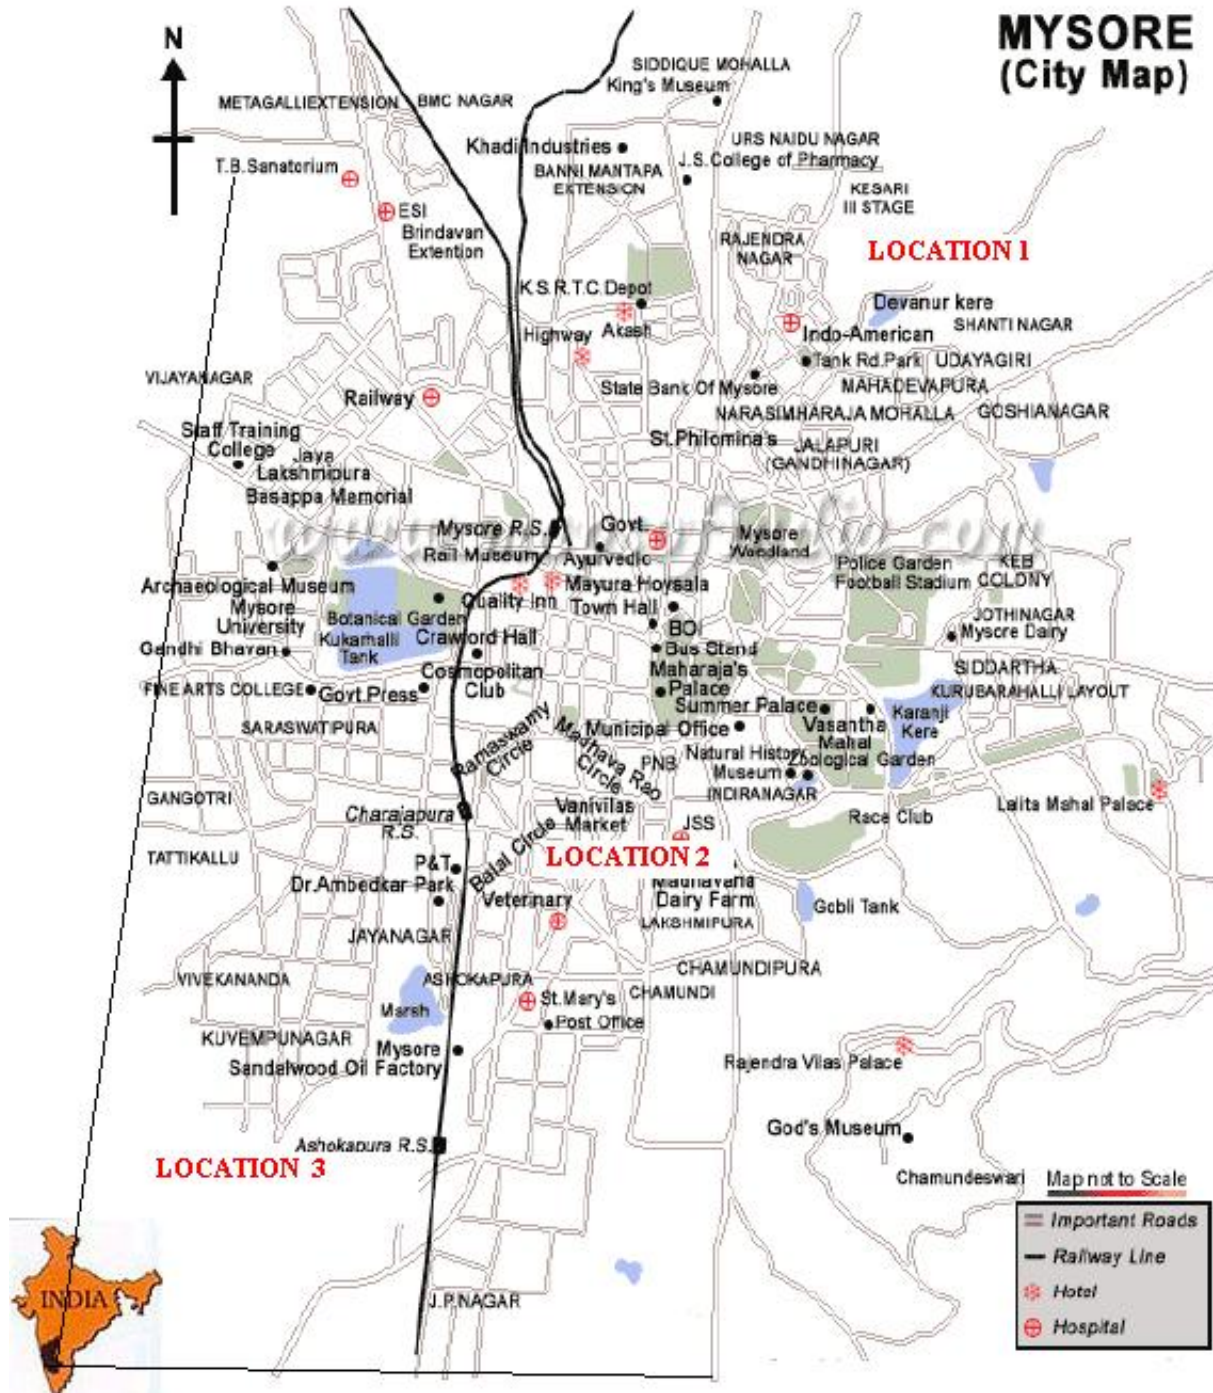 MYSORE
(City Map)
N
SIDDIQUE MOHALLA
King's Museum
METAGALLIEXTENSION
BMC NAGAR
URS NAIDU NAGAR
Khadi Industries
J.S.College of Pharmacy
T.B.Sanatorium
BANNI MANTAPA
EXTENSION
KESARI
III STAGE
ESI
Brindavan
Extention
RAJENDRA
NAGAR
LOCATION 1
K.S.R.T.C.Depot
Devanur kere
Highway
Akash
Indo-American
SHANTI NAGAR
Tank Rd.Park
UDAYAGIRI
VIJAYANAGAR
State Bank Of Mysore
MAHADEVAPURA
Railway
NARASIMHARAJA MOHALLA
GOSHIANAGAR
Staff Training
College
St.Philomina's
JALAPURI
(GANDHINAGAR)
Jaya
Lakshmipura
Basappa Memorial
Mysore R.S.
Govt.
Ayurvedic
Mysore
Woodland
Rail Museum
Police Garden
Football Stadium
KEB
COLONY
Archaeological Museum
Mayura Hoysala
Quality Inn
Town Hall
Mysore
University
Botanical Garden
Kukamalli
Tank
Crawford Hall
BOI
JOTHINAGAR
Mysore Dairy
Gandhi Bhavan
Bus Stand
Cosmopolitan
Club
Maharaja's
Palace
SIDDARTHA
FINE ARTS COLLEGE
Govt.Press
KURUBARAHALLI LAYOUT
Summer Palace
Vasantha
Mahal
Karanji
Kere
SARASWATIPURA
Ramaswamy
Circle
Madhava Rao
Circle
Municipal Office
PNB
Natural History
Museum
Zoological Garden
INDIRANAGAR
GANGOTRI
Charajapura
R.S.
Vanivilas
Market
Lalita Mahal Palace
JSS
Race Club
TATTIKALLU
P&T
Balal Circle
LOCATION 2
Dr.Ambedkar Park
Veterinary
Madhavana
Dairy Farm
LAKSHMIPURA
Gobli Tank
JAYANAGAR
CHAMUNDIPURA
VIVEKANANDA
ASHOKAPURA
CHAMUNDI
Marsh
St.Mary's
Post Office
KUVEMPUNAGAR
Mysore
Sandalwood Oil Factory
Rajendra Vilas Palace
God's Museum
Ashokapura R.S.
LOCATION 3
Chamundeswari
Map not to Scale
Important Roads
Railway Line
Hotel
Hospital
INDIA
J.P.NAGAR